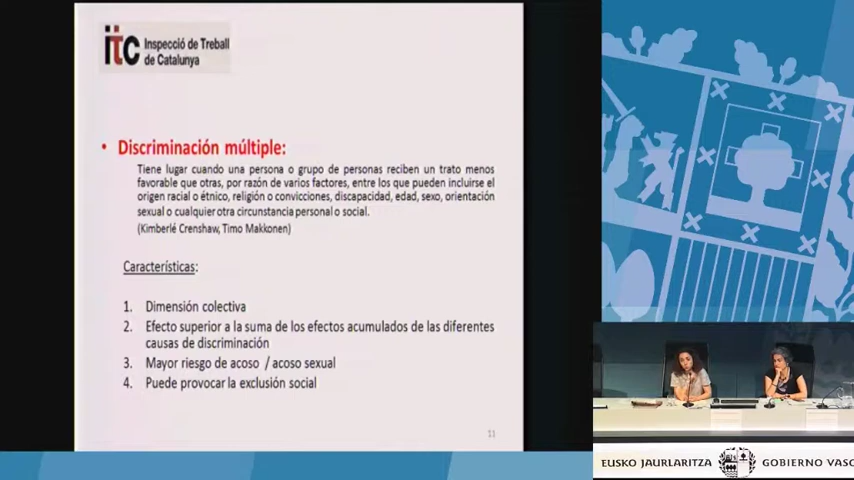 itc Inspecció de Treball
de Catalunya
• Discriminación múltiple:
Tiene lugar cuando una persona o grupo de personas reciben un trato menos
favorable que otras, por razón de varios factores, entre los que pueden incluirse el
origen racial o étnico, religión o convicciones, discapacidad, edad, sexo, orientación
sexual o cualquier otra circunstancia personal o social.
(Kimberlé Crenshaw, Timo Makkonen)
Características:
1. Dimensión colectiva
2. Efecto superior a la suma de los efectos acumulados de las diferentes
causas de discriminación
3. Mayor riesgo de acoso / acoso sexual
4. Puede provocar la exclusión social
11
EUSKO JAURLARITZA GOBIERNO VASC